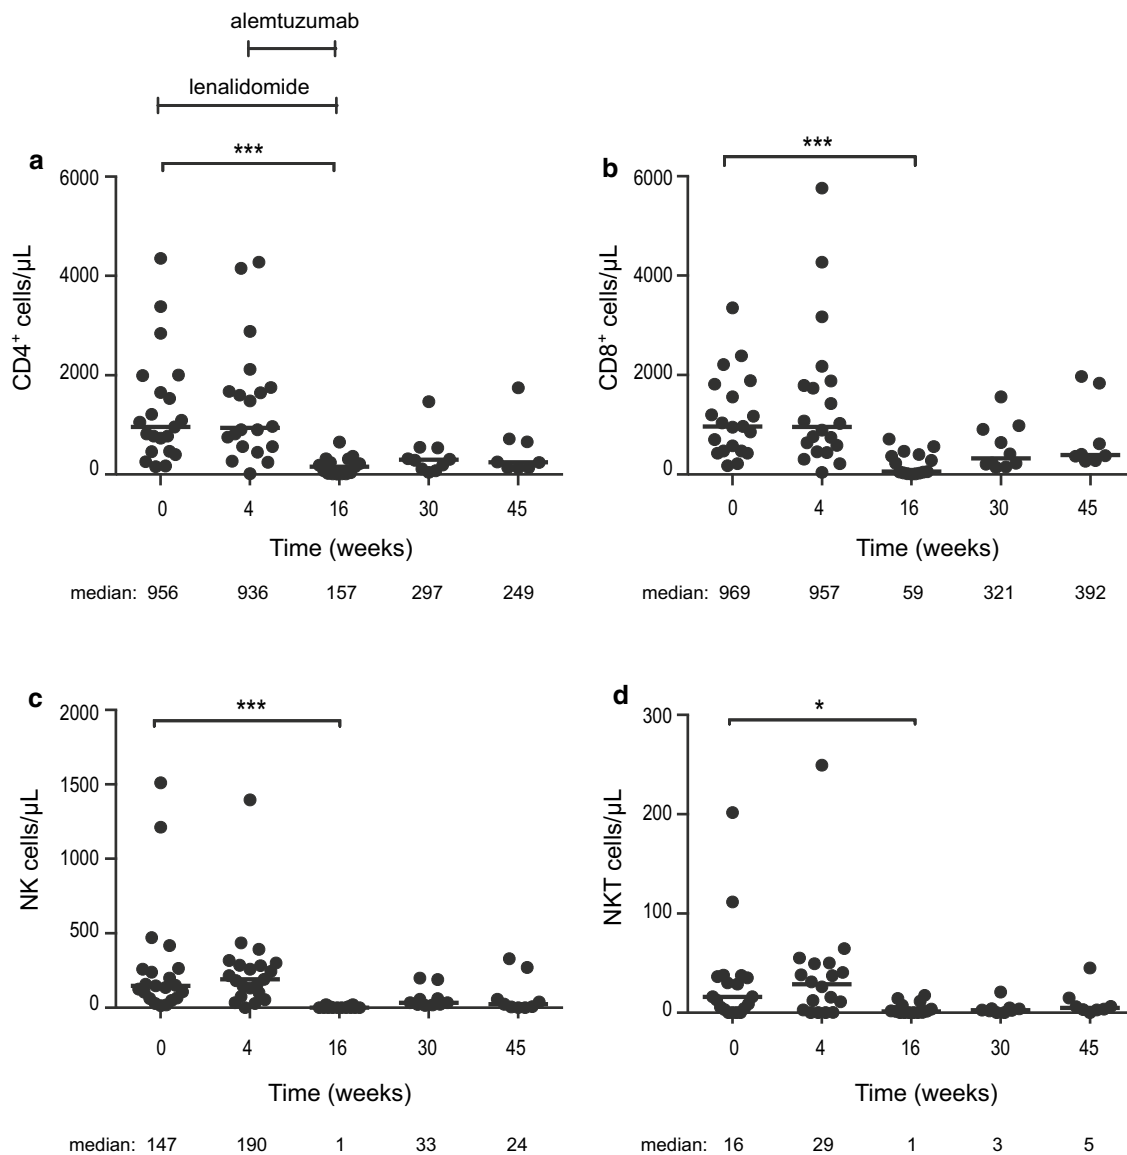 alemtuzumab
lenalidomide
a
***
6000
4000
2000
0
CD4⁺ cells/µL
0 4 16 30 45
Time (weeks)
median: 956 936 157 297 249
b
***
6000
4000
2000
0
CD8⁺ cells/µL
0 4 16 30 45
Time (weeks)
median: 969 957 59 321 392
c
***
2000
1500
1000
500
0
NK cells/µL
0 4 16 30 45
Time (weeks)
median: 147 190 1 33 24
d
*
300
200
100
0
NKT cells/µL
0 4 16 30 45
Time (weeks)
median: 16 29 1 3 5